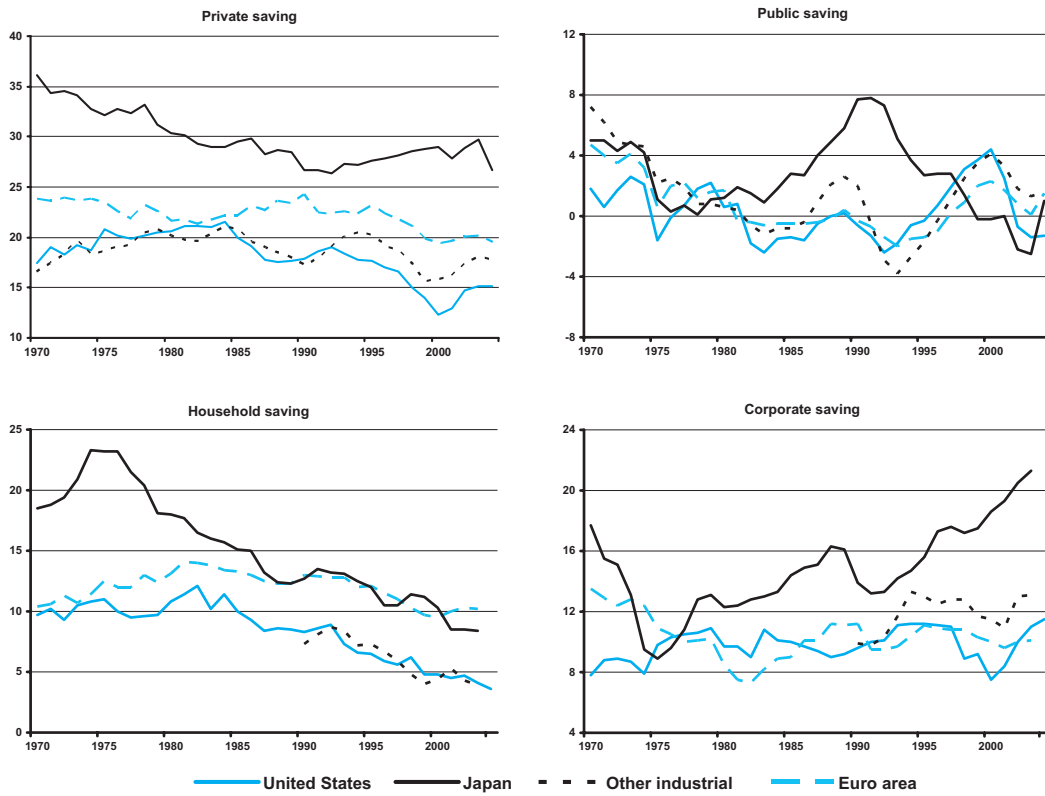 Private saving
40
35
30
25
20
15
10
1970 1975 1980 1985 1990 1995 2000
Public saving
12
8
4
0
-4
-8
1970 1975 1980 1985 1990 1995 2000
Household saving
25
20
15
10
5
0
1970 1975 1980 1985 1990 1995 2000
Corporate saving
24
20
16
12
8
4
1970 1975 1980 1985 1990 1995 2000
United States Japan Other industrial Euro area